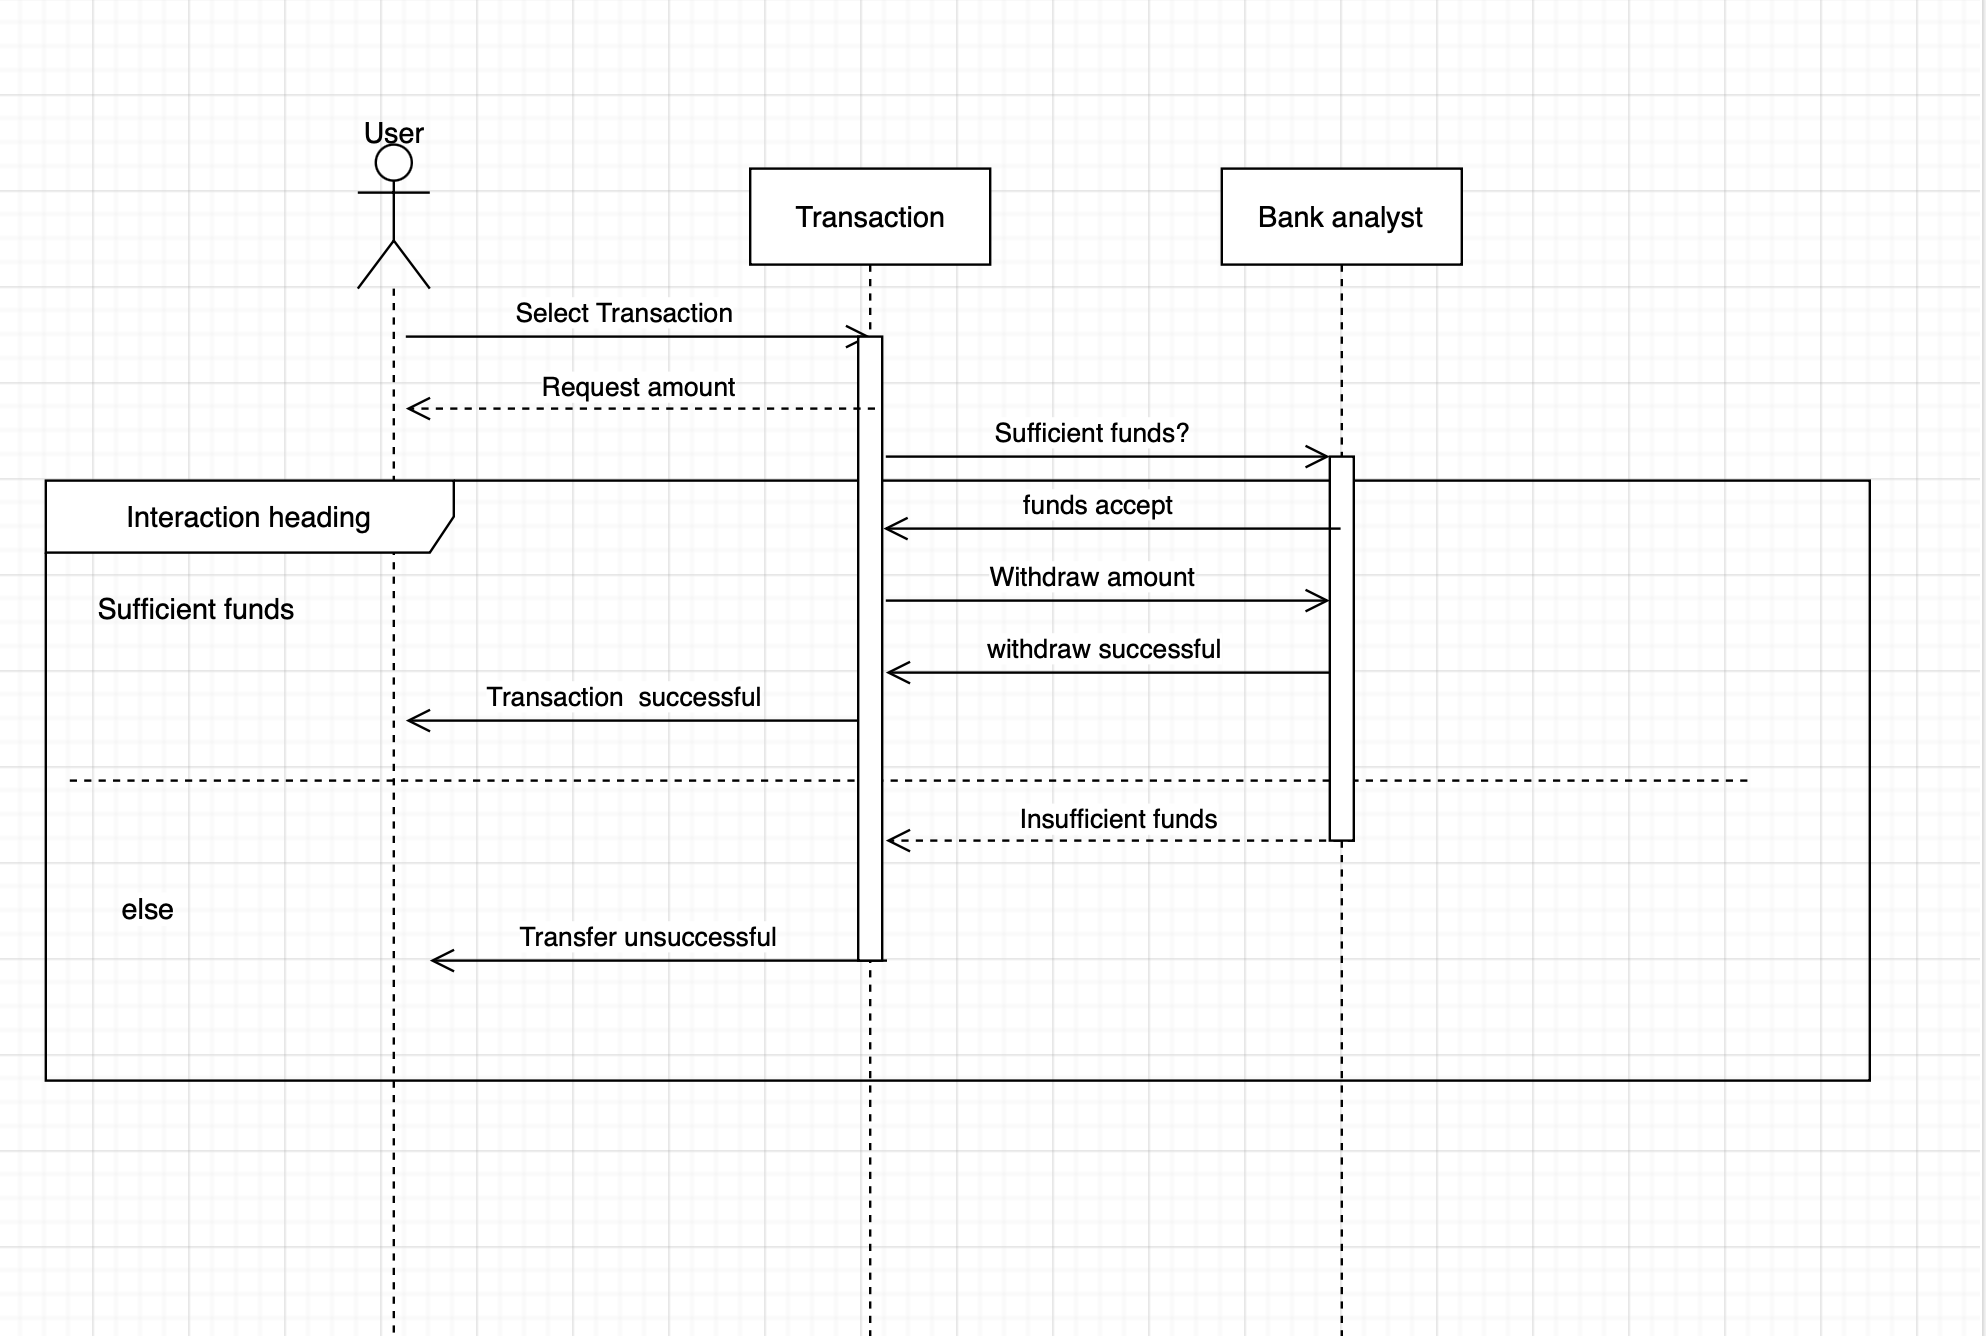 User
Transaction
Bank analyst
Select Transaction
Request amount
Sufficient funds?
Interaction heading
funds accept
Withdraw amount
Sufficient funds
withdraw successful
Transaction  successful
Insufficient funds
else
Transfer unsuccessful